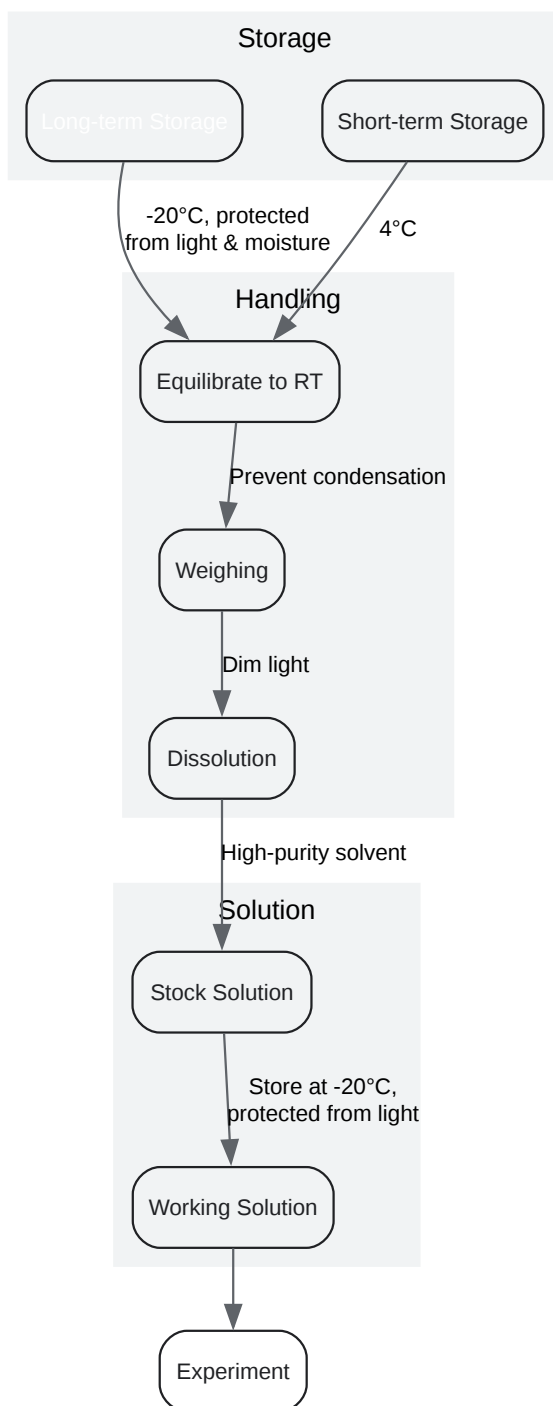 Storage
Long-term Storage
Short-term Storage
-20°C, protected
from light & moisture
4°C
Handling
Equilibrate to RT
Prevent condensation
Weighing
Dim light
Dissolution
High-purity solvent
Solution
Stock Solution
Store at -20°C,
protected from light
Working Solution
Experiment